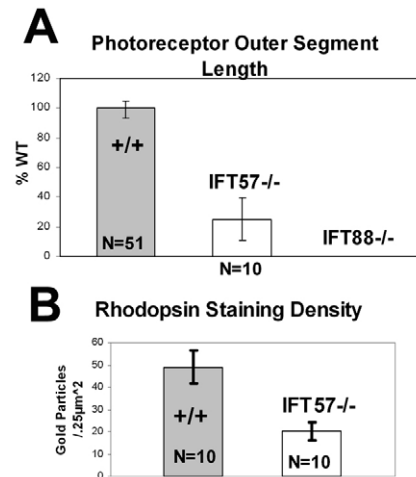 A
Photoreceptor Outer Segment
Length
120
100
80
60
40
20
0
% WT
+/+
N=51
IFT57-/-
N=10
IFT88-/-
B
Rhodopsin Staining Density
60
50
40
30
20
10
0
Gold Particles
/.25µm^2
+/+
N=10
IFT57-/-
N=10